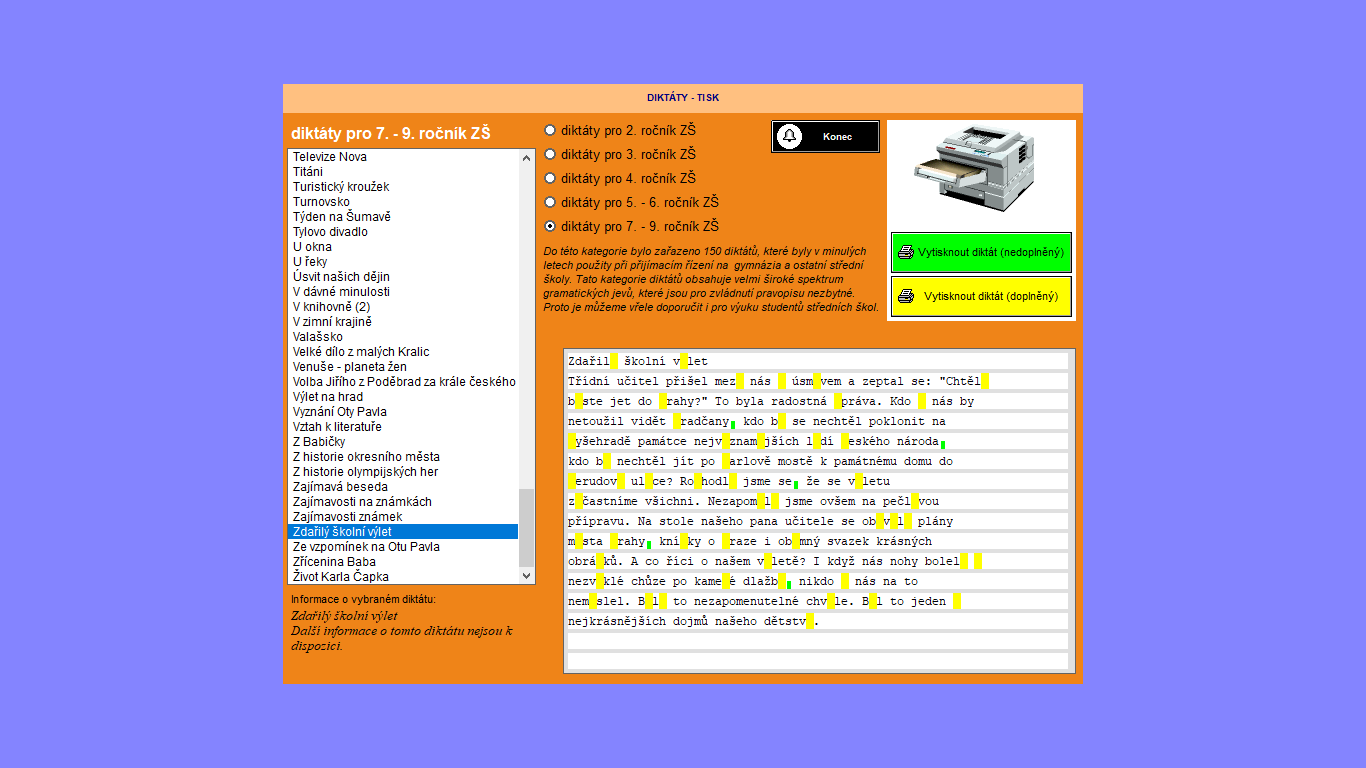 DIKTÁTY - TISK
diktáty pro 7. - 9. ročník ZŠ
Televize Nova
Titáni
Turistický kroužek
Turnovsko
Týden na Šumavě
Tylovo divadlo
U okna
U řeky
Úsvit našich dějin
V dávné minulosti
V knihovně (2)
V zimní krajině
Valašsko
Velké dílo z malých Kralic
Venuše - planeta žen
Volba Jiřího z Poděbrad za krále českého
Výlet na hrad
Vyznání Oty Pavla
Vztah k literatuře
Z Babičky
Z historie okresního města
Z historie olympijských her
Zajímavá beseda
Zajímavosti na známkách
Zajímavosti známek
Zdařilý školní výlet
Ze vzpomínek na Otu Pavla
Zřícenina Baba
Život Karla Čapka
Informace o vybraném diktátu:
Zdařilý školní výlet
Další informace o tomto diktátu nejsou k
dispozici.
diktáty pro 2. ročník ZŠ
diktáty pro 3. ročník ZŠ
diktáty pro 4. ročník ZŠ
diktáty pro 5. - 6. ročník ZŠ
diktáty pro 7. - 9. ročník ZŠ
Konec
Do této kategorie bylo zařazeno 150 diktátů, které byly v minulých
letech použity při přijímacím řízení na gymnázia a ostatní střední
školy. Tato kategorie diktátů obsahuje velmi široké spektrum
gramatických jevů, které jsou pro zvládnutí pravopisu nezbytné.
Proto je můžeme vřele doporučit i pro výuku studentů středních škol.
Vytisknout diktát (nedoplněný)
Vytisknout diktát (doplněný)
Zdařil  školní v let
Třídní učitel přišel mez  nás   úsm vem a zeptal se: "Chtěl
b ste jet do  rahy?" To byla radostná  práva. Kdo   nás by
netoužil vidět  radčany, kdo b  se nechtěl poklonit na
 yšehradě památce nejv znam jších l dí  eského národa,
kdo b  nechtěl jít po  arlově mostě k památnému domu do
 erudov  ul ce? Ro hodl  jsme se, že se v letu
z častníme všichni. Nezapom l  jsme ovšem na pečl vou
přípravu. Na stole našeho pana učitele se ob v l  plány
m sta  rahy, kní ky o  raze i ob mný svazek krásných
obrá ků. A co říci o našem v letě? I když nás nohy bolel
nezv klé chůze po kame é dlažb , nikdo   nás na to
nem slel. B l  to nezapomenutelné chv le. B l to jeden
nejkrásnějších dojmů našeho dětstv .